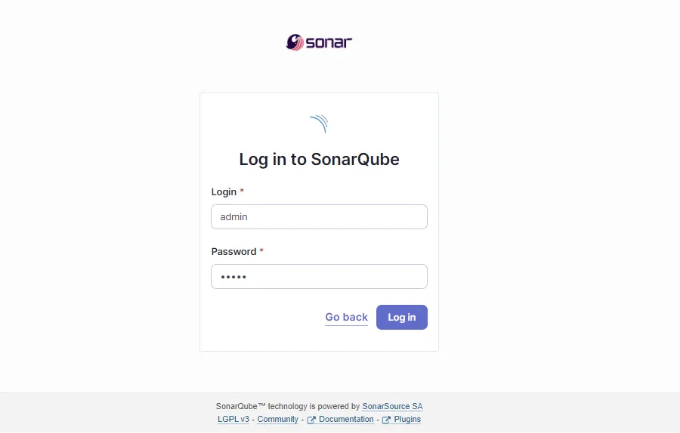 sonar
Log in to SonarQube
Login *
admin
Password *
•••••
Go back Log in
SonarQube™ technology is powered by SonarSource SA
LGPL v3 - Community - Documentation - Plugins